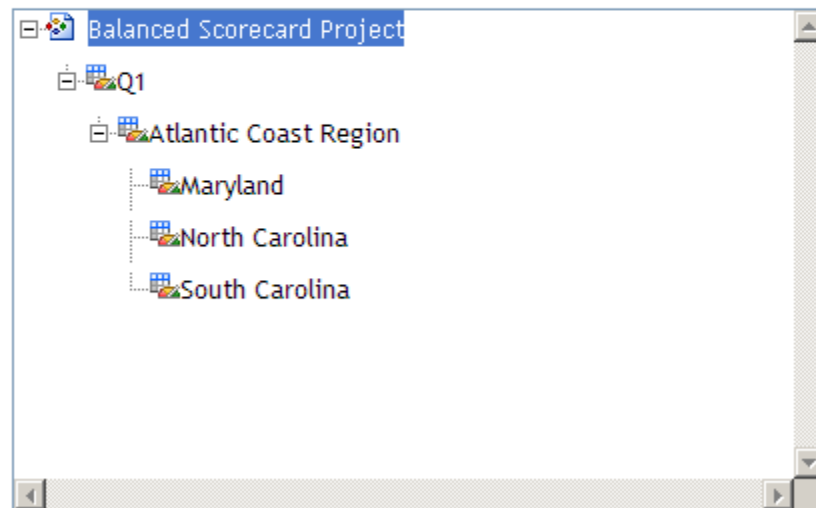 Balanced Scorecard Project
Q1
Atlantic Coast Region
Maryland
North Carolina
South Carolina